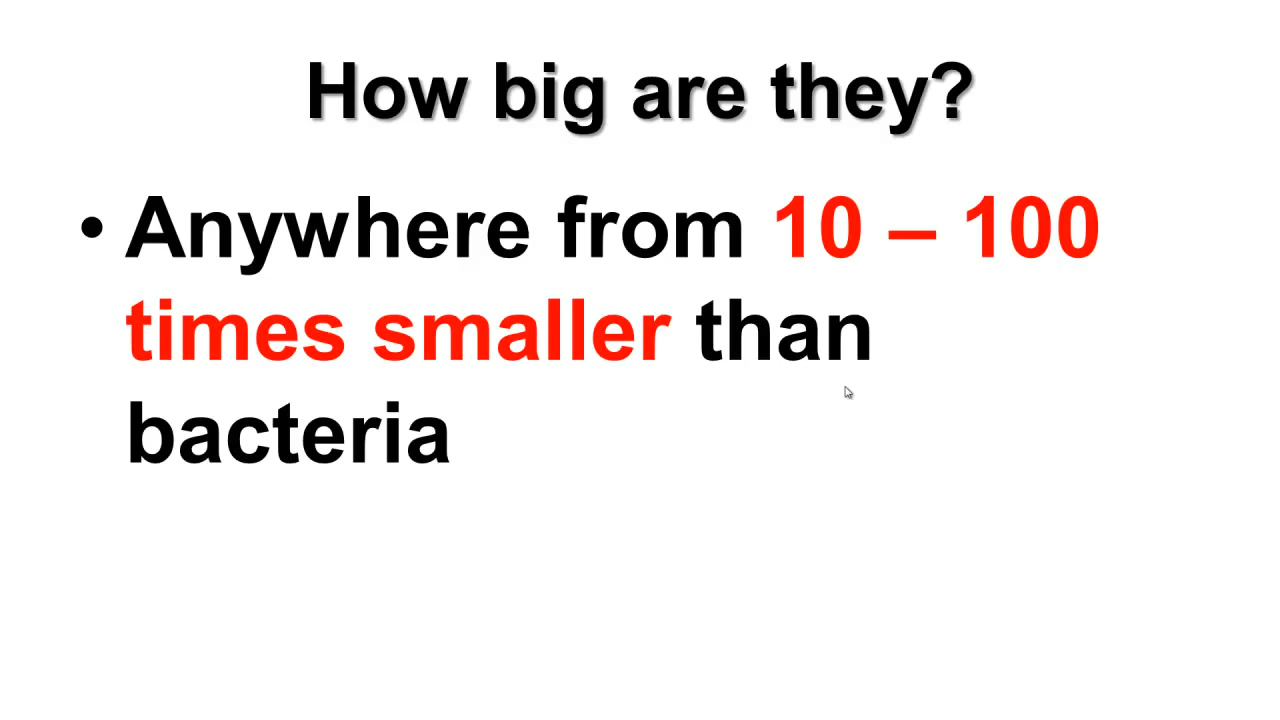 How big are they?
• Anywhere from 10 – 100
times smaller than
bacteria